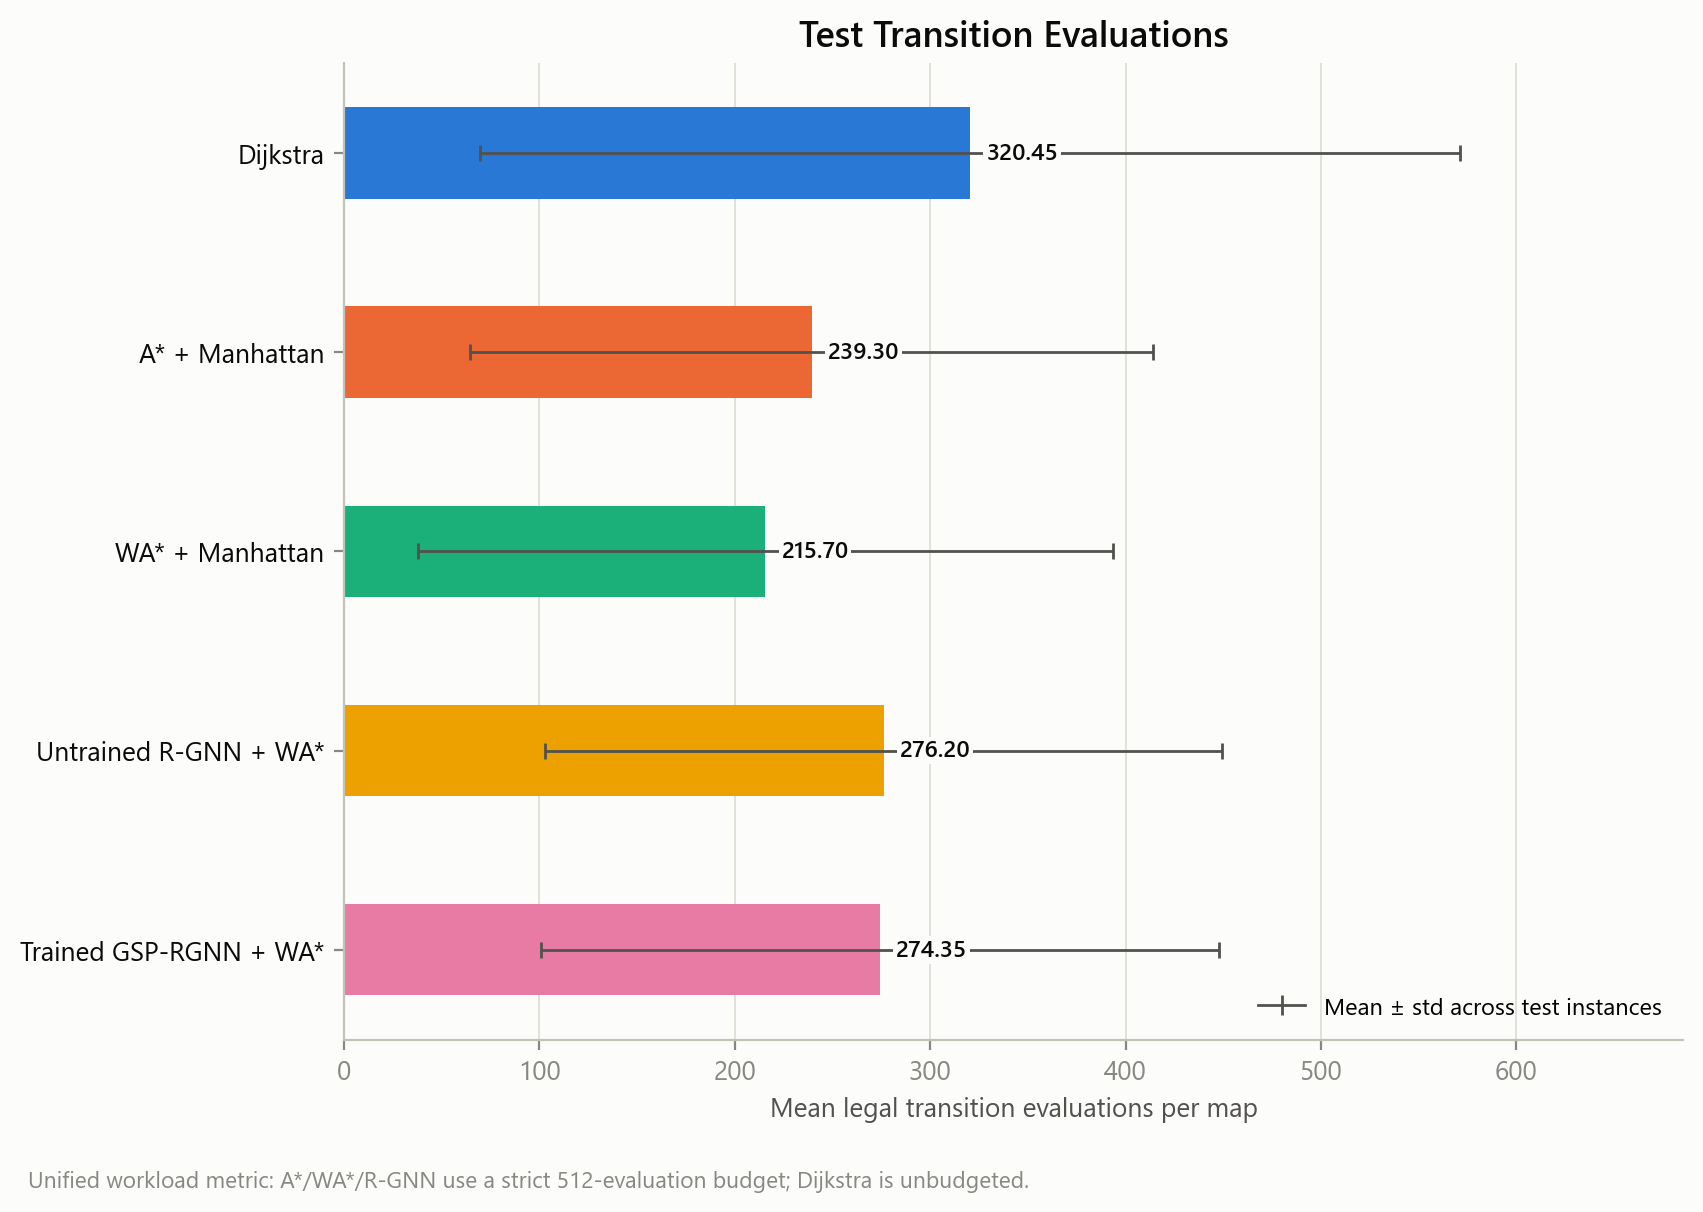 Test Transition Evaluations
Dijkstra
320.45
A* + Manhattan
239.30
WA* + Manhattan
215.70
Untrained R-GNN + WA*
276.20
Trained GSP-RGNN + WA*
274.35
Mean ± std across test instances
0 100 200 300 400 500 600
Mean legal transition evaluations per map
Unified workload metric: A*/WA*/R-GNN use a strict 512-evaluation budget; Dijkstra is unbudgeted.